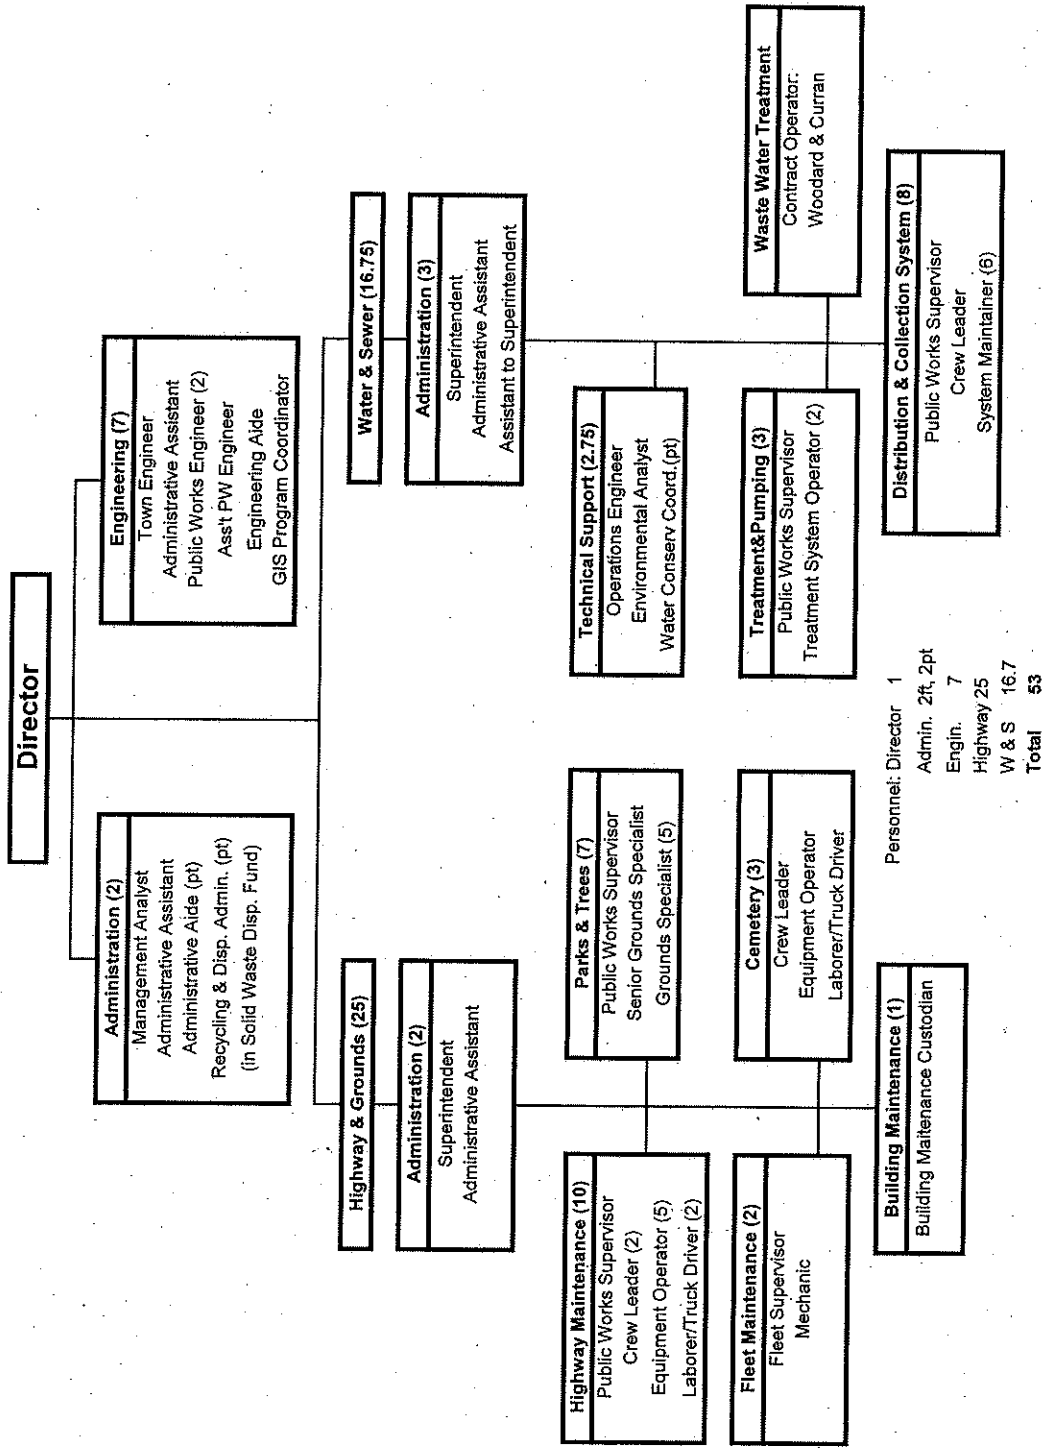 Director
Administration (2)
Management Analyst
Administrative Assistant
Administrative Aide (pt)
Recycling & Disp. Admin. (pt)
(in Solid Waste Disp. Fund)
Engineering (7)
Town Engineer
Administrative Assistant
Public Works Engineer (2)
Ass't PW Engineer
Engineering Aide
GIS Program Coordinator
Highway & Grounds (25)
Administration (2)
Superintendent
Administrative Assistant
Highway Maintenance (10)
Public Works Supervisor
Crew Leader (2)
Equipment Operator (5)
Laborer/Truck Driver (2)
Parks & Trees (7)
Public Works Supervisor
Senior Grounds Specialist
Grounds Specialist (5)
Fleet Maintenance (2)
Fleet Supervisor
Mechanic
Cemetery (3)
Crew Leader
Equipment Operator
Laborer/Truck Driver
Building Maintenance (1)
Building Maitenance Custodian
Water & Sewer (16.75)
Administration (3)
Superintendent
Administrative Assistant
Assistant to Superintendent
Technical Support (2.75)
Operations Engineer
Environmental Analyst
Water Conserv Coord.(pt)
Treatment&Pumping (3)
Public Works Supervisor
Treatment System Operator (2)
Waste Water Treatment
Contract Operator:
Woodard & Curran
Distribution & Collection System (8)
Public Works Supervisor
Crew Leader
System Maintainer (6)
Personnel: Director 1
Admin. 2ft, 2pt
Engin. 7
Highway 25
W & S 16.7
Total 53